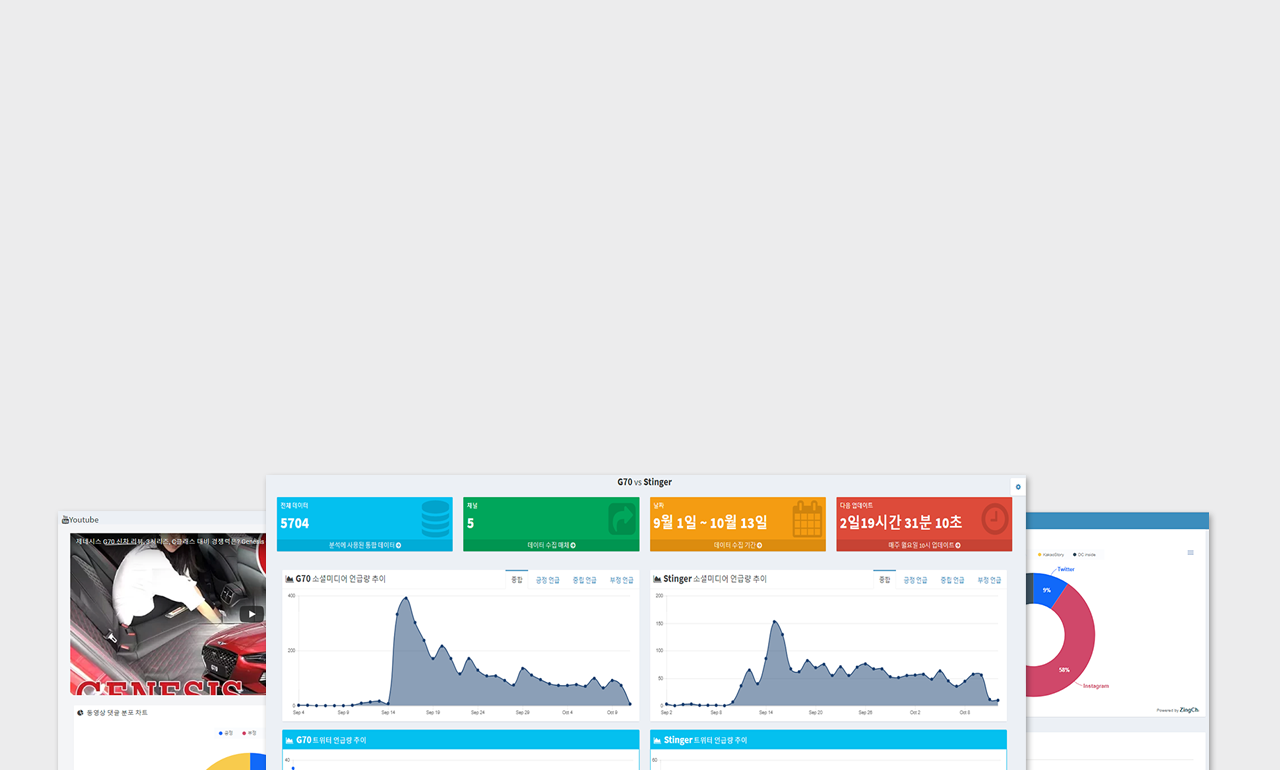 G70 vs Stinger
전체 데이터
5704
분석에 사용된 통합 데이터
채널
5
데이터 수집 매체
날짜
9월 1일 ~ 10월 13일
데이터 수집 기간
다음 업데이트
2일19시간 31분 10초
매주 월요일 10시 업데이트
Youtube
제네시스 G70 신차 리뷰, 3시리즈, C클래스 대비 경쟁력은? Genesis
GENESIS
동영상 댓글 분포 차트
긍정 부정
G70 소셜미디어 언급량 추이
종합 긍정 언급 중립 언급 부정 언급
400
200
0
Sep 4 Sep 9 Sep 14 Sep 19 Sep 24 Sep 29 Oct 4 Oct 9
Stinger 소셜미디어 언급량 추이
종합 긍정 언급 중립 언급 부정 언급
200
150
100
50
0
Sep 2 Sep 8 Sep 14 Sep 20 Sep 26 Oct 2 Oct 8
KakaoStory DC inside
Twitter
9%
58%
Instagram
Powered by ZingCh
G70 트위터 언급량 추이
40
Stinger 트위터 언급량 추이
60